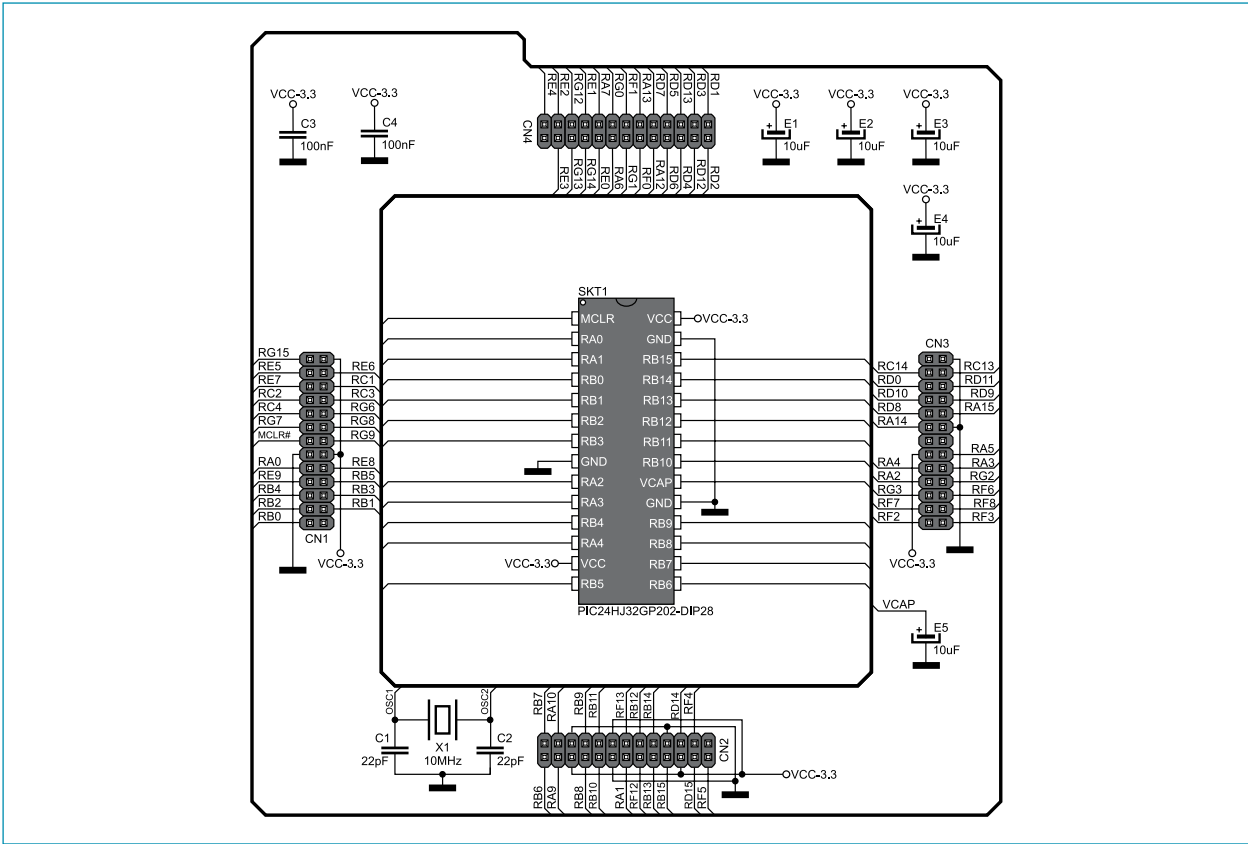 VCC-3.3
C3
100nF
VCC-3.3
C4
100nF
RE4
RE2
RG12
RE1
RA7
RG0
RF1
RA13
RD7
RD5
RD13
RD3
RD1
CN4
RE3
RG13
RG14
RE0
RA6
RG1
RF0
RA12
RD6
RD4
RD12
RD2
VCC-3.3
E1
10uF
VCC-3.3
E2
10uF
VCC-3.3
E3
10uF
VCC-3.3
E4
10uF
SKT1
MCLR
RA0
RA1
RB0
RB1
RB2
RB3
GND
RA2
RA3
RB4
RA4
VCC
RB5
VCC
GND
RB15
RB14
RB13
RB12
RB11
RB10
VCAP
GND
RB9
RB8
RB7
RB6
VCC-3.3
VCC-3.3
PIC24HJ32GP202-DIP28
RG15
RE5
RE7
RC2
RC4
RG7
MCLR#
RA0
RE9
RB4
RB2
RB0
RE6
RC1
RC3
RG6
RG8
RG9
RE8
RB5
RB3
RB1
CN1
VCC-3.3
CN3
RC14
RD0
RD10
RD8
RA14
RA4
RA2
RG3
RF7
RF2
RC13
RD11
RD9
RA15
RA5
RA3
RG2
RF6
RF8
RF3
VCC-3.3
VCAP
E5
10uF
OSC1
OSC2
C1
22pF
X1
10MHz
C2
22pF
RB7
RA10
RB9
RB11
RF13
RB12
RB14
RD14
RF4
CN2
RB6
RA9
RB8
RB10
RA1
RF12
RB13
RB15
RD15
RF5
VCC-3.3